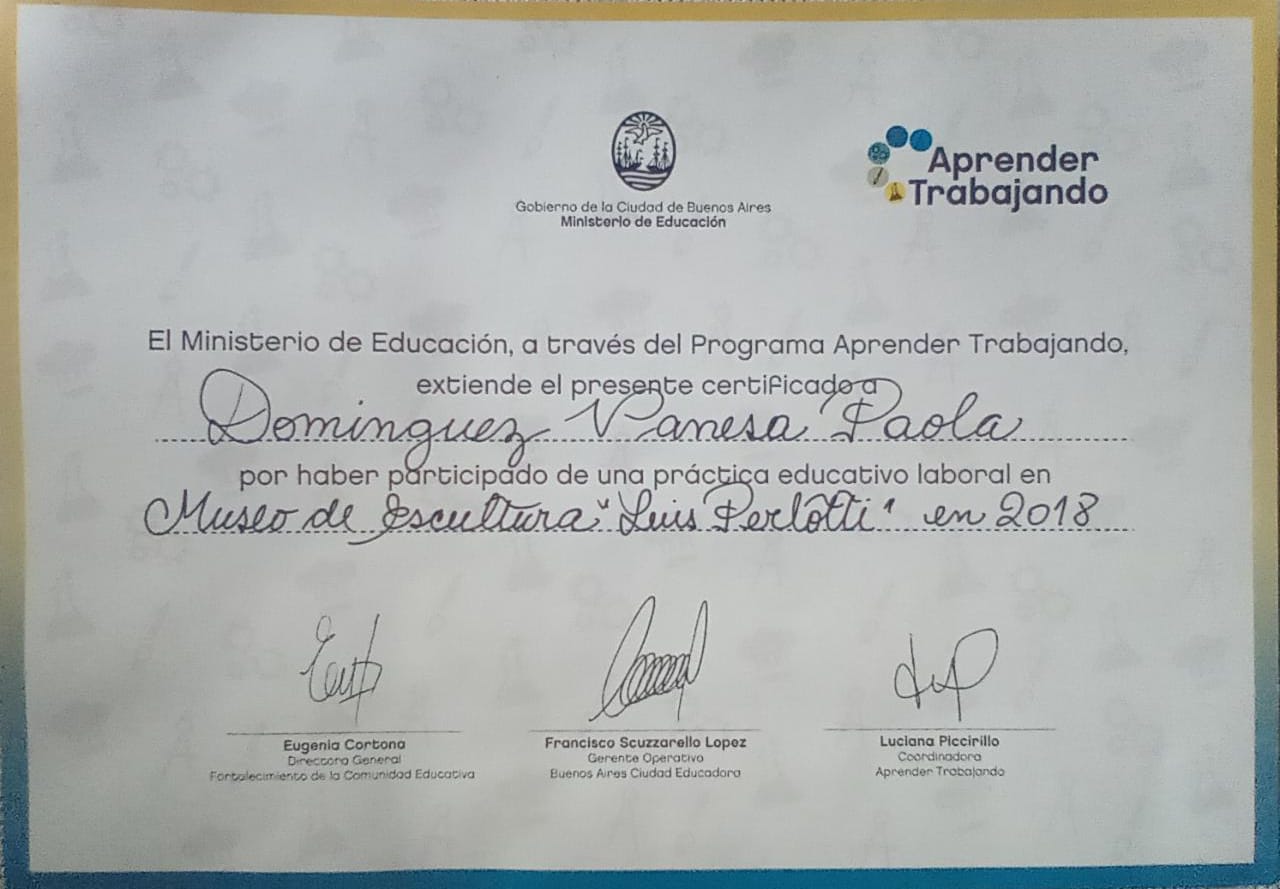 Gobierno de la Ciudad de Buenos Aires
Ministerio de Educación
Aprender
Trabajando
El Ministerio de Educación, a través del Programa Aprender Trabajando,
extiende el presente certificado a
Dominguez Vanesa Paola
por haber participado de una práctica educativo laboral en
Museo de Escultura "Luis Perlotti" en 2018
Eugenia Cortona
Directora General
Fortalecimiento de la Comunidad Educativa
Francisco Scuzzarello Lopez
Gerente Operativo
Buenos Aires Ciudad Educadora
Luciana Piccirillo
Coordinadora
Aprender Trabajando